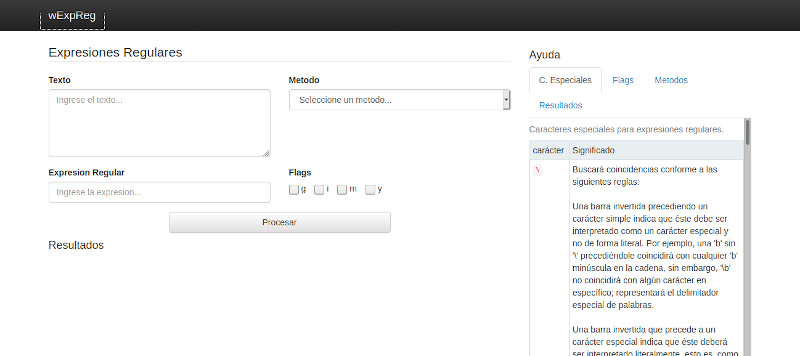 wExpReg
Expresiones Regulares
Texto
Ingrese el texto...
Metodo
Seleccione un metodo...
Expresion Regular
Ingrese la expresion...
Flags
g i m y
Procesar
Resultados
Ayuda
C. Especiales Flags Metodos
Resultados
Caracteres especiales para expresiones regulares.
carácter Significado
\ Buscará coincidencias conforme a las
siguientes reglas:
Una barra invertida precediendo un
carácter simple indica que éste debe ser
interpretado como un carácter especial y
no de forma literal. Por ejemplo, una 'b' sin
'\' precediéndole coincidirá con cualquier 'b'
minúscula en la cadena, sin embargo, '\b'
no coincidirá con algún carácter en
específico; representará el delimitador
especial de palabras.
Una barra invertida que precede a un
carácter especial indica que éste deberá
ser interpretado literalmente, esto es, como